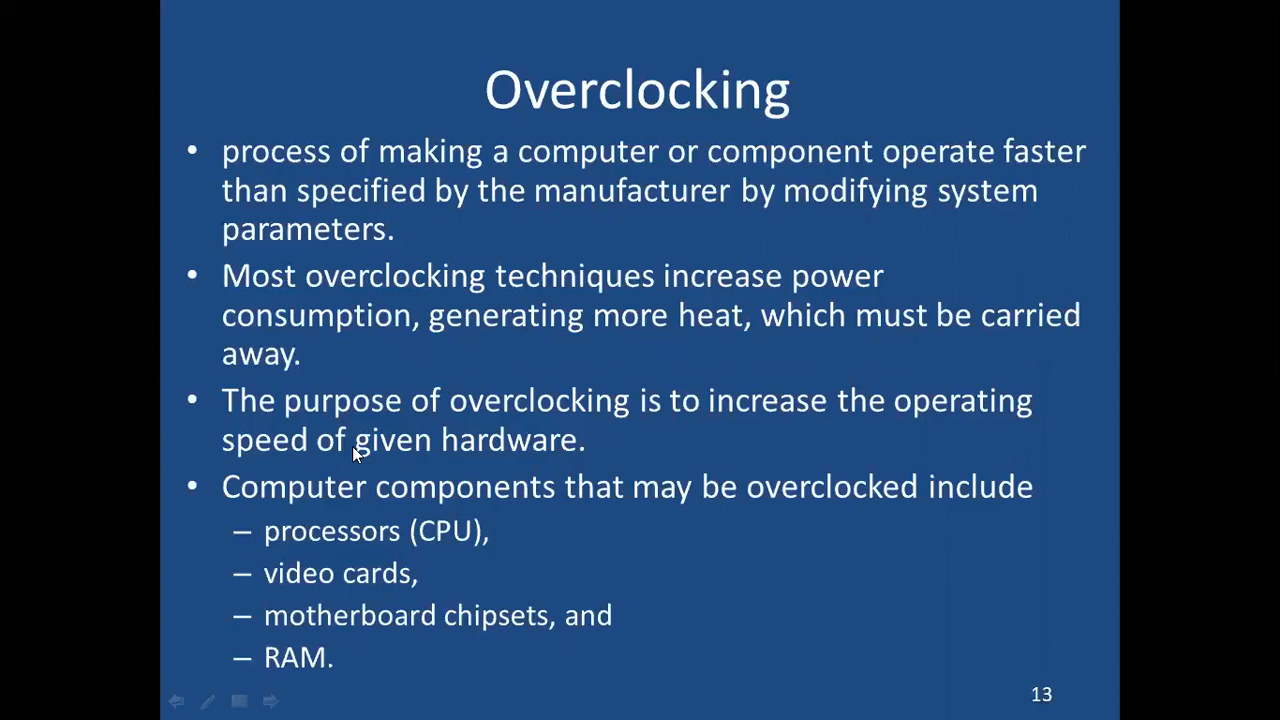 Overclocking
• process of making a computer or component operate faster
than specified by the manufacturer by modifying system
parameters.
• Most overclocking techniques increase power
consumption, generating more heat, which must be carried
away.
• The purpose of overclocking is to increase the operating
speed of given hardware.
• Computer components that may be overclocked include
– processors (CPU),
– video cards,
– motherboard chipsets, and
– RAM.
13